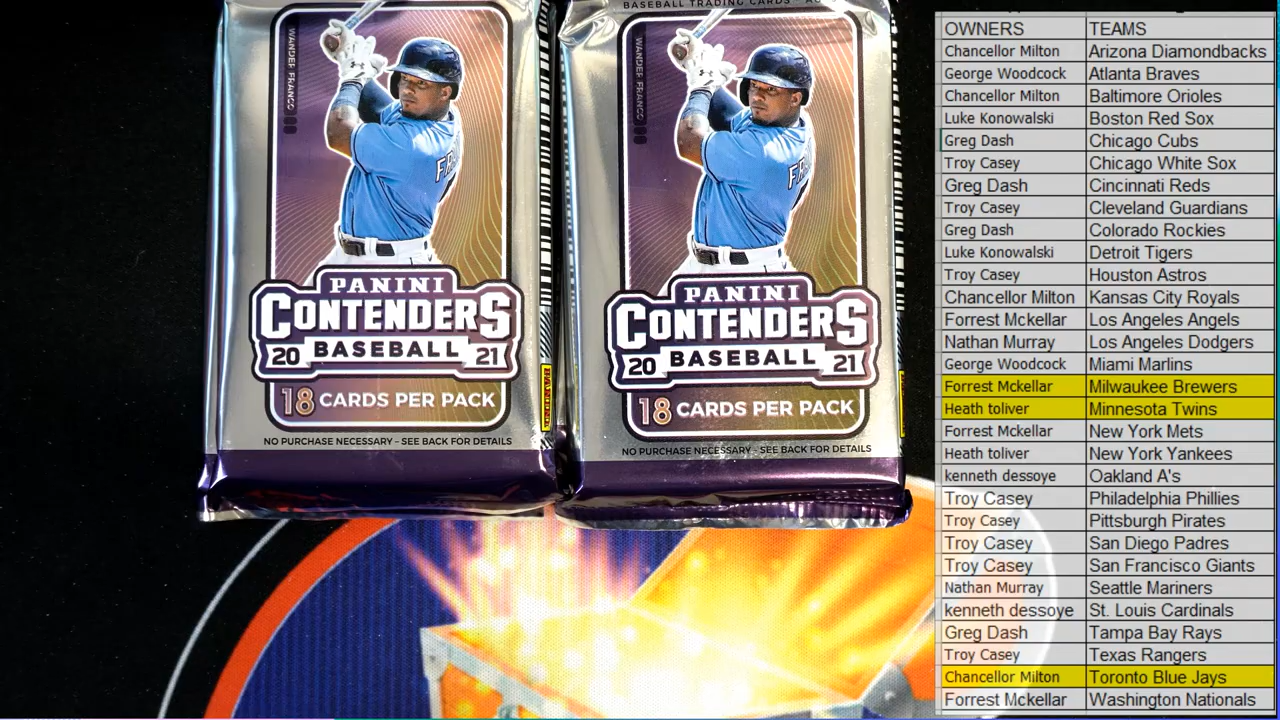 WANDER FRANCO
PANINI
CONTENDERS
20 BASEBALL 21
18 CARDS PER PACK
NO PURCHASE NECESSARY - SEE BACK FOR DETAILS
PANINI
BASEBALL TRADING CARDS
WANDER FRANCO
FR
PANINI
CONTENDERS
20 BASEBALL 21
18 CARDS PER PACK
NO PURCHASE NECESSARY - SEE BACK FOR DETAILS
OWNERS TEAMS
Chancellor Milton Arizona Diamondbacks
George Woodcock Atlanta Braves
Chancellor Milton Baltimore Orioles
Luke Konowalski Boston Red Sox
Greg Dash Chicago Cubs
Troy Casey Chicago White Sox
Greg Dash Cincinnati Reds
Troy Casey Cleveland Guardians
Greg Dash Colorado Rockies
Luke Konowalski Detroit Tigers
Troy Casey Houston Astros
Chancellor Milton Kansas City Royals
Forrest Mckellar Los Angeles Angels
Nathan Murray Los Angeles Dodgers
George Woodcock Miami Marlins
Forrest Mckellar Milwaukee Brewers
Heath toliver Minnesota Twins
Forrest Mckellar New York Mets
Heath toliver New York Yankees
kenneth dessoye Oakland A's
Troy Casey Philadelphia Phillies
Troy Casey Pittsburgh Pirates
Troy Casey San Diego Padres
Troy Casey San Francisco Giants
Nathan Murray Seattle Mariners
kenneth dessoye St. Louis Cardinals
Greg Dash Tampa Bay Rays
Troy Casey Texas Rangers
Chancellor Milton Toronto Blue Jays
Forrest Mckellar Washington Nationals